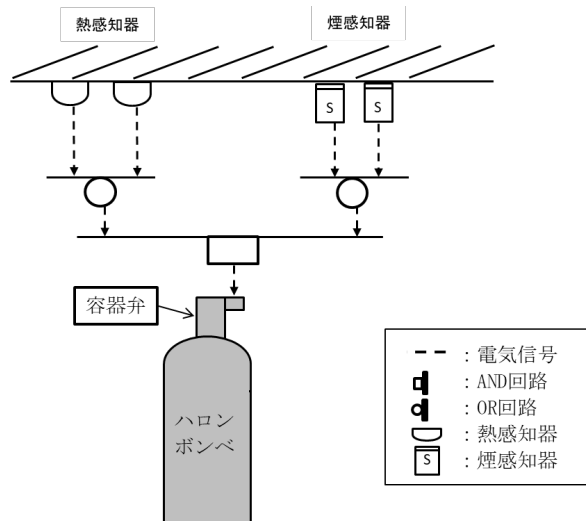 熱感知器
煙感知器
S
S
容器弁
ハロン
ボンベ
：電気信号
：AND回路
：OR回路
：熱感知器
S ：煙感知器